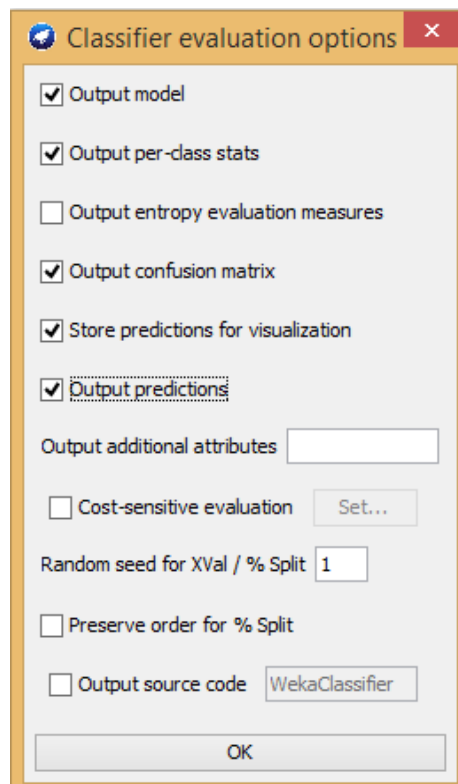 Classifier evaluation options
Output model
Output per-class stats
Output entropy evaluation measures
Output confusion matrix
Store predictions for visualization
Output predictions
Output additional attributes
Cost-sensitive evaluation Set...
Random seed for XVal / % Split 1
Preserve order for % Split
Output source code WekaClassifier
OK